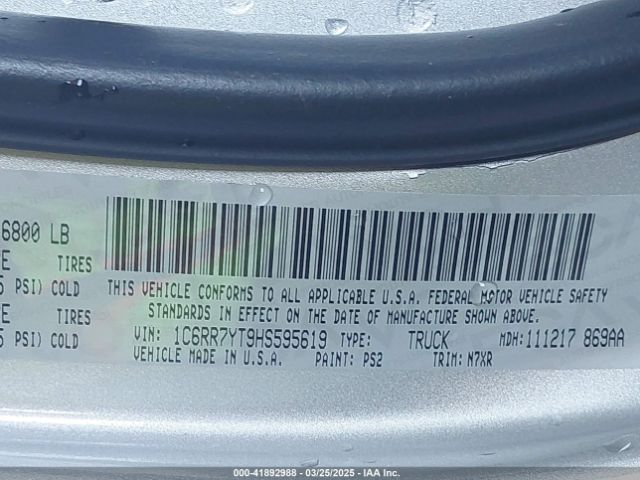 6800 LB
E TIRES
5 PSI) COLD
E TIRES
5 PSI) COLD
THIS VEHICLE CONFORMS TO ALL APPLICABLE U.S.A. FEDERAL MOTOR VEHICLE SAFETY
STANDARDS IN EFFECT ON THE DATE OF MANUFACTURE SHOWN ABOVE.
VIN: 1C6RR7YT9HS595619 TYPE: TRUCK MDH:111217 869AA
VEHICLE MADE IN U.S.A. PAINT: PS2 TRIM: N7XR
000-41892988 - 03/25/2025 - IAA Inc.